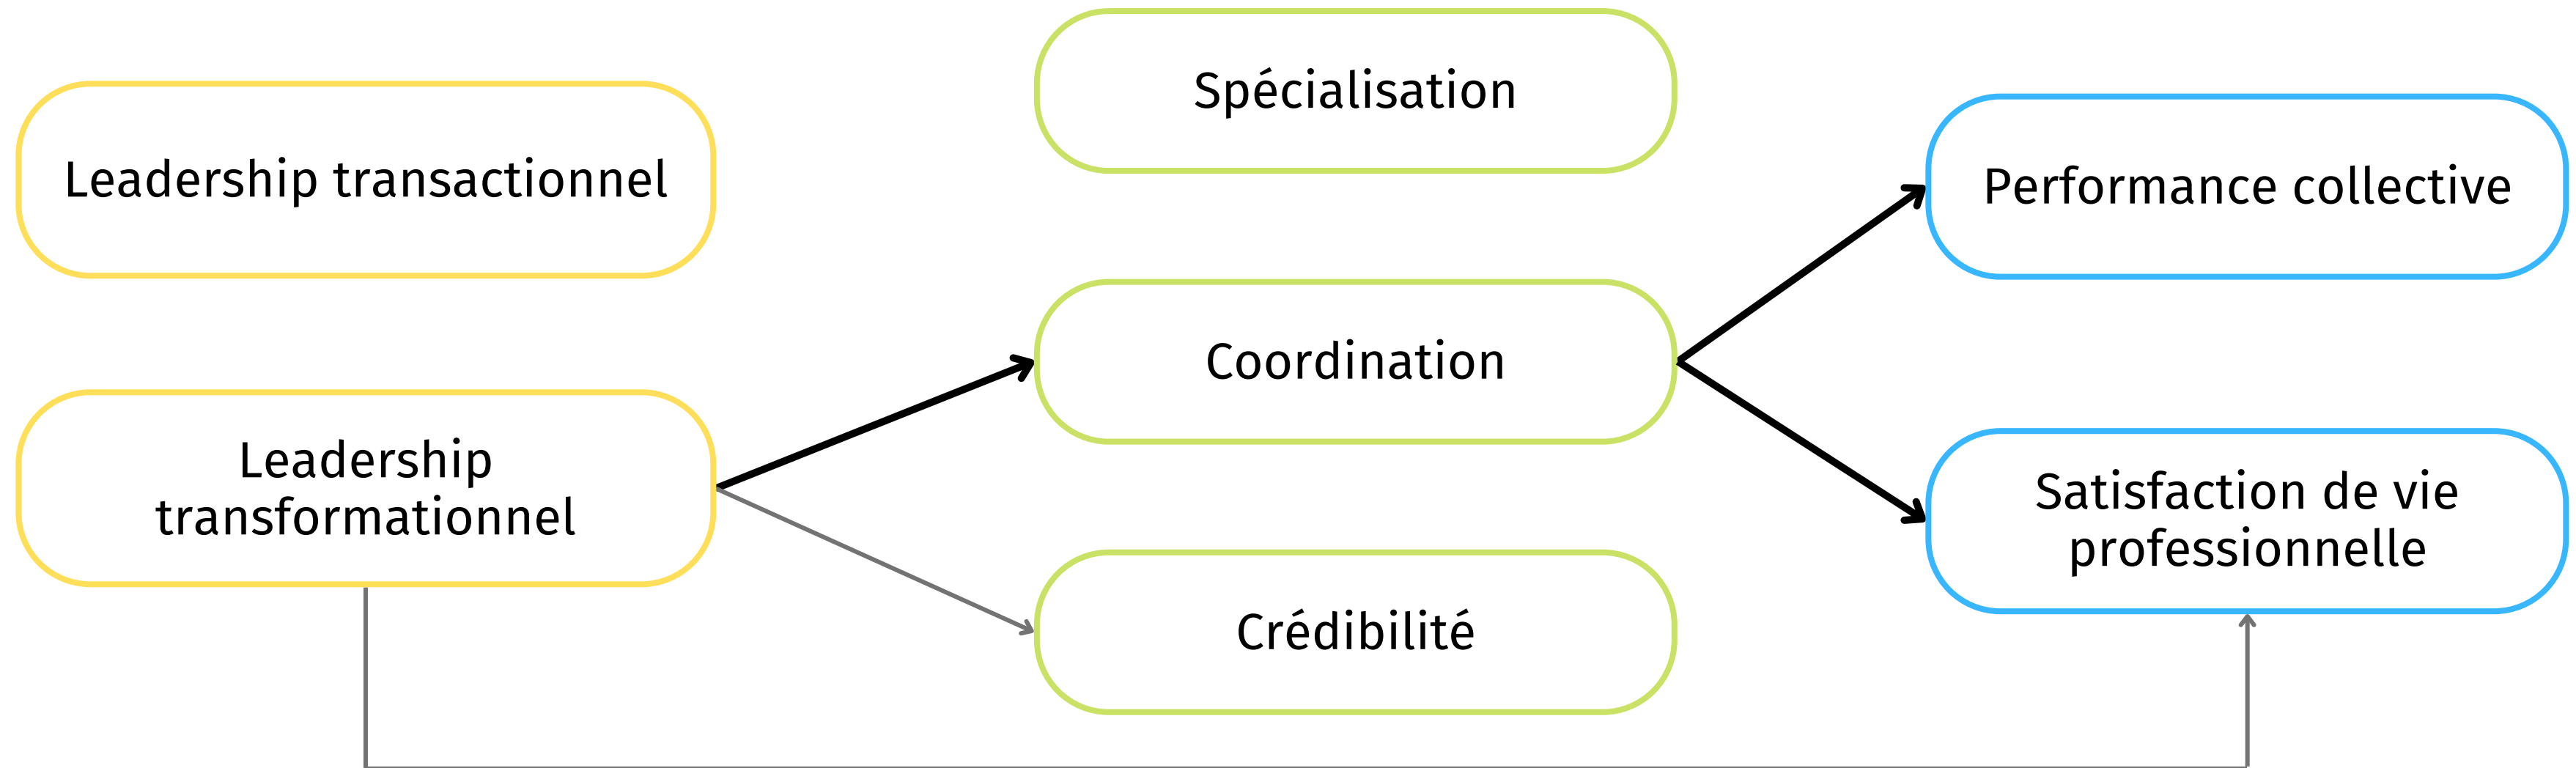 Leadership transactionnel
Leadership
transformationnel
Spécialisation
Coordination
Crédibilité
Performance collective
Satisfaction de vie
professionnelle